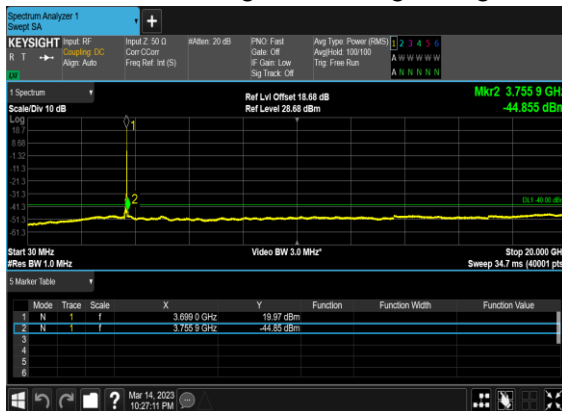 Spectrum Analyzer 1
Swept SA
KEYSIGHT Input: RF Input Z: 50 Ω #Atten: 20 dB PNO: Fast Avg Type: Power (RMS) 1 2 3 4 5 6
R T Coupling: DC Corr CCorr Gate: Off Avg|Hold: 100/100 A W W W W W
Align: Auto Freq Ref: Int (S) IF Gain: Low Trig: Free Run
Sig Track: Off A N N N N N
1 Spectrum Ref Lvl Offset 18.68 dB Mkr2 3.755 9 GHz
Scale/Div 10 dB Ref Level 28.68 dBm -44.855 dBm
Log
18.7
8.68
-1.32
-11.3
-21.3
-31.3
-41.3
-51.3
-61.3
1
2
DL1 -40.00 dBm
Start 30 MHz Video BW 3.0 MHz* Stop 20.000 GHz
#Res BW 1.0 MHz Sweep 34.7 ms (40001 pts)
5 Marker Table
Mode Trace Scale X Y Function Function Width Function Value
1 N 1 f 3.699 0 GHz 19.97 dBm
2 N 1 f 3.755 9 GHz -44.85 dBm
3
4
5
6
? Mar 14, 2023
10:27:11 PM